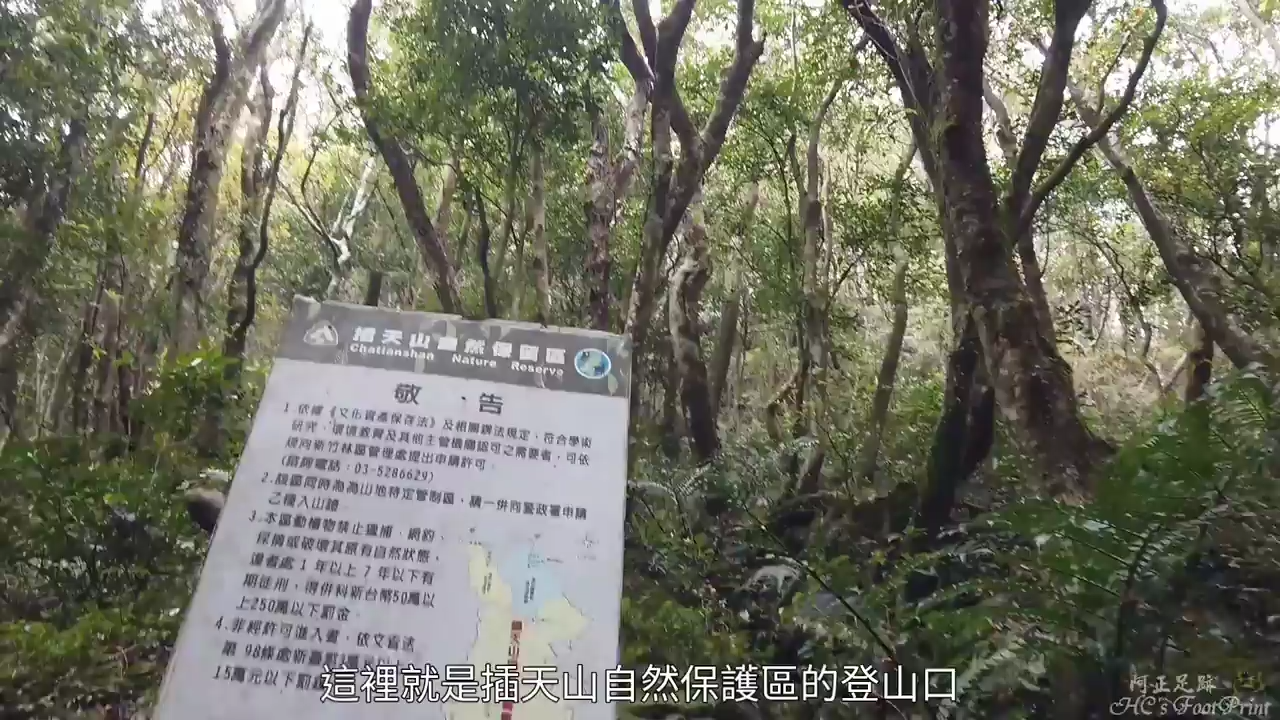 插天山自然保留區
Chatianshan Nature Reserve
敬 告
1.依據《文化資產保存法》及相關辦法規定，符合學術
研究、環境教育及其他主管機關認可之需要者，可依
規向新竹林區管理處提出申請許可。
(洽詢電話：03-5286629)
2.該區同時為為山地特定管制區，請一併向警政署申請
乙種入山證
3.本區動植物禁止獵捕、網釣、
採摘或破壞其原有自然狀態，
違者處 1 年以上 7 年以下有
期徒刑，得併科新台幣50萬以
上250萬以下罰金。
4.非經許可進入者，依文資法
第 98條處新臺幣3
15萬元以下罰
這裡就是插天山自然保護區的登山口
阿正足跡
HC's FootPrint